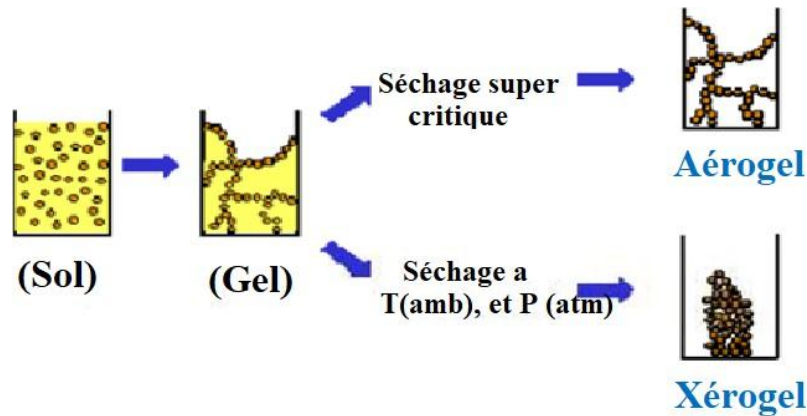 (Sol)
(Gel)
Séchage super
critique
Aérogel
Séchage a
T(amb), et P (atm)
Xérogel